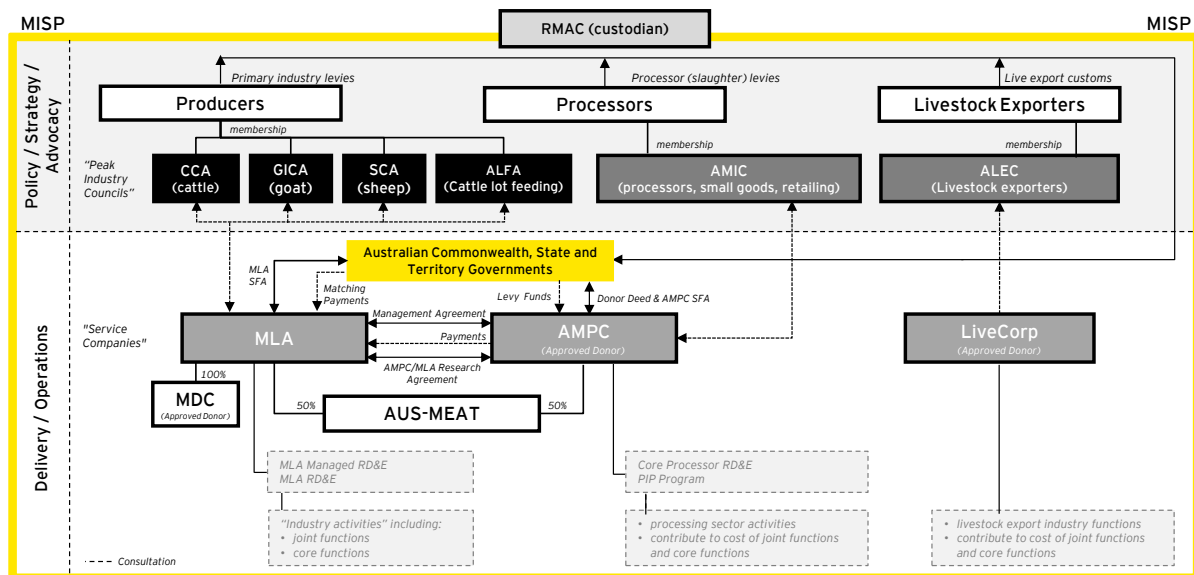 MISP
RMAC (custodian)
MISP
Policy / Strategy /
Advocacy
Primary industry levies
Processor (slaughter) levies
Live export customs
Producers
Processors
Livestock Exporters
membership
membership
membership
"Peak
Industry
Councils"
CCA
(cattle)
GICA
(goat)
SCA
(sheep)
ALFA
(Cattle lot feeding)
AMIC
(processors, small goods, retailing)
ALEC
(Livestock exporters)
Delivery / Operations
Australian Commonwealth, State and
Territory Governments
MLA
SFA
Matching
Payments
Levy Funds
Donor Deed & AMPC SFA
"Service
Companies"
MLA
Management Agreement
Payments
AMPC/MLA Research
Agreement
AMPC
(Approved Donor)
LiveCorp
(Approved Donor)
100%
MDC
(Approved Donor)
50%
AUS-MEAT
50%
MLA Managed RD&E
MLA RD&E
Core Processor RD&E
PIP Program
"Industry activities" including:
• joint functions
• core functions
• processing sector activities
• contribute to cost of joint functions
and core functions
• livestock export industry functions
• contribute to cost of joint functions
and core functions
Consultation